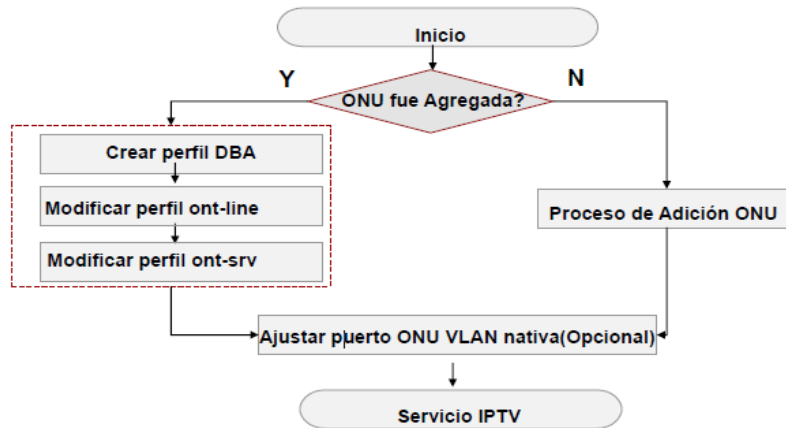 Inicio
Y
N
ONU fue Agregada?
Crear perfil DBA
Modificar perfil ont-line
Proceso de Adición ONU
Modificar perfil ont-srv
Ajustar puerto ONU VLAN nativa(Opcional)
Servicio IPTV